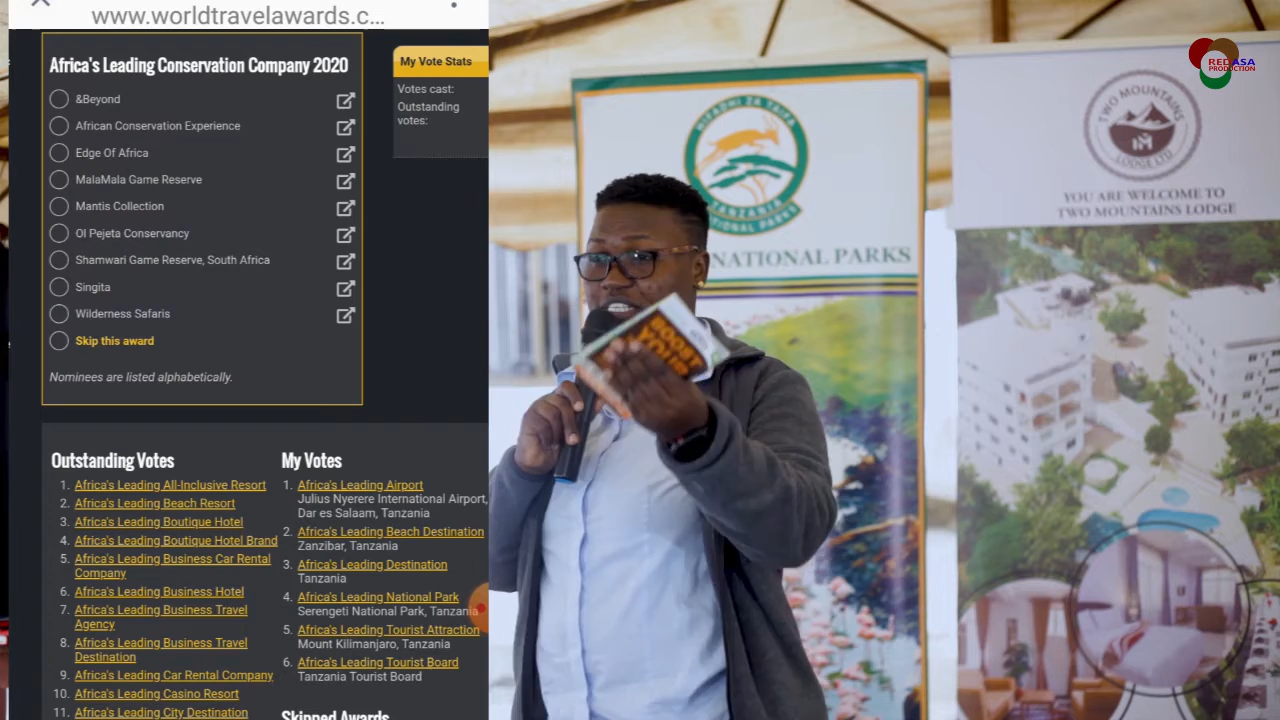 www.worldtravelawards.c...
Africa's Leading Conservation Company 2020
&Beyond
African Conservation Experience
Edge Of Africa
MalaMala Game Reserve
Mantis Collection
Ol Pejeta Conservancy
Shamwari Game Reserve, South Africa
Singita
Wilderness Safaris
Skip this award
Nominees are listed alphabetically.
My Vote Stats
Votes cast:
Outstanding
votes:
Outstanding Votes
1. Africa's Leading All-Inclusive Resort
2. Africa's Leading Beach Resort
3. Africa's Leading Boutique Hotel
4. Africa's Leading Boutique Hotel Brand
5. Africa's Leading Business Car Rental
Company
6. Africa's Leading Business Hotel
7. Africa's Leading Business Travel
Agency
8. Africa's Leading Business Travel
Destination
9. Africa's Leading Car Rental Company
10. Africa's Leading Casino Resort
11. Africa's Leading City Destination
My Votes
1. Africa's Leading Airport
Julius Nyerere International Airport,
Dar es Salaam, Tanzania
2. Africa's Leading Beach Destination
Zanzibar, Tanzania
3. Africa's Leading Destination
Tanzania
4. Africa's Leading National Park
Serengeti National Park, Tanzania
5. Africa's Leading Tourist Attraction
Mount Kilimanjaro, Tanzania
6. Africa's Leading Tourist Board
Tanzania Tourist Board
Skipped Awards
HIFADHI ZA TAIFA
TANZANIA
NATIONAL PARKS
NATIONAL PARKS
BOOST
YOUR
TWO MOUNTAINS
LODGE LTD
YOU ARE WELCOME TO
TWO MOUNTAINS LODGE
RED ASA
PRODUCTION